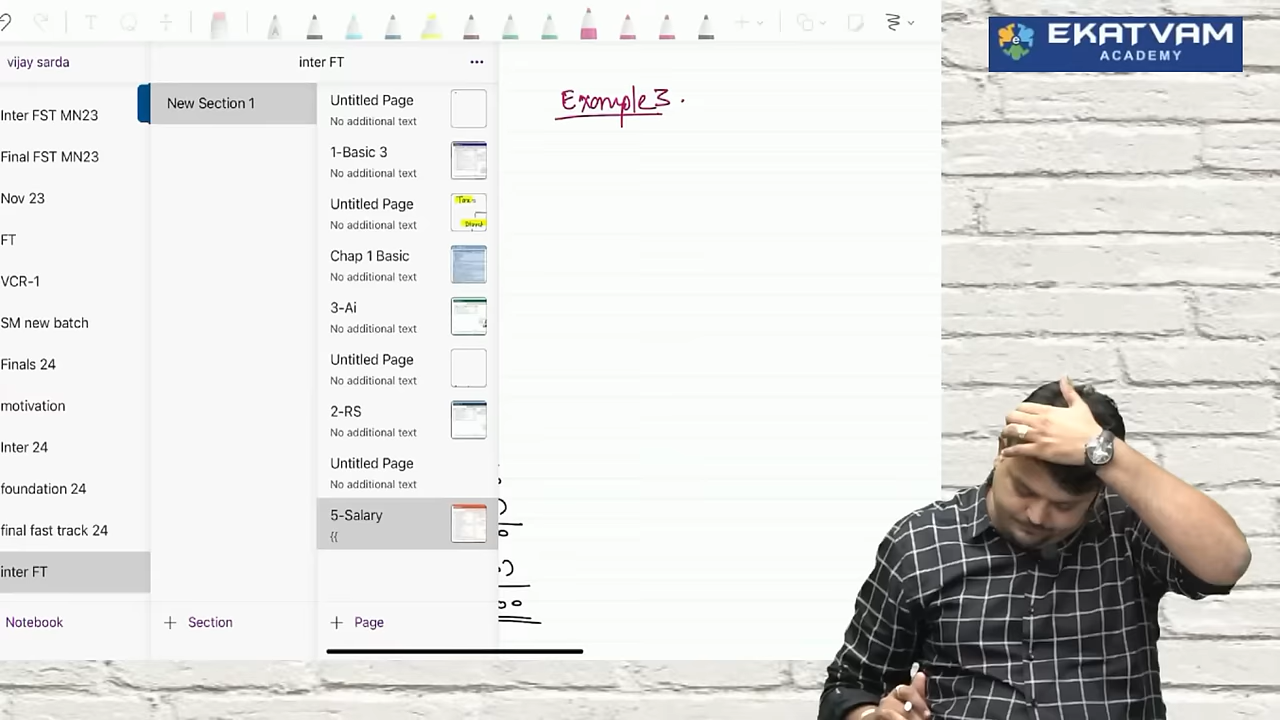 EKATVAM
ACADEMY
vijay sarda
Inter FST MN23
Final FST MN23
Nov 23
FT
VCR-1
SM new batch
Finals 24
motivation
Inter 24
foundation 24
final fast track 24
inter FT
Notebook
New Section 1
+ Section
inter FT
...
Untitled Page
No additional text
1-Basic 3
No additional text
Untitled Page
No additional text
Chap 1 Basic
No additional text
3-Ai
No additional text
Untitled Page
No additional text
2-RS
No additional text
Untitled Page
No additional text
5-Salary
{{
+ Page
Example 3.